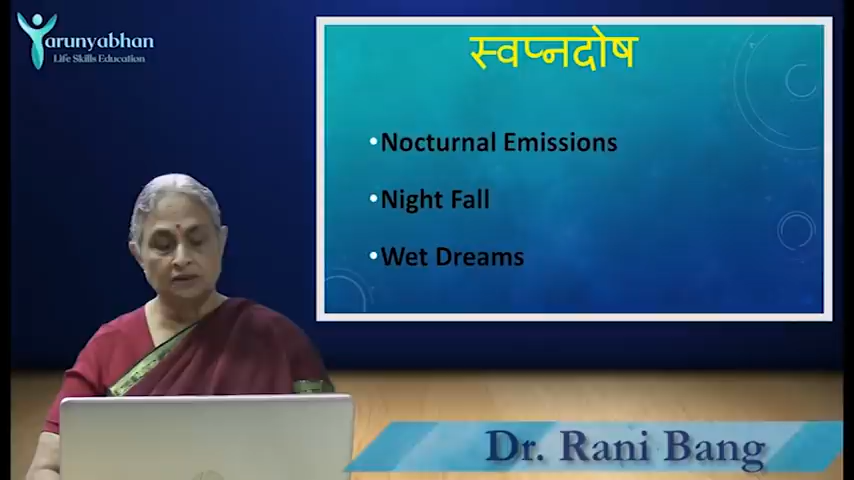 Tarunyabhan
Life Skills Education
स्वप्नदोष
•Nocturnal Emissions
•Night Fall
•Wet Dreams
Dr. Rani Bang